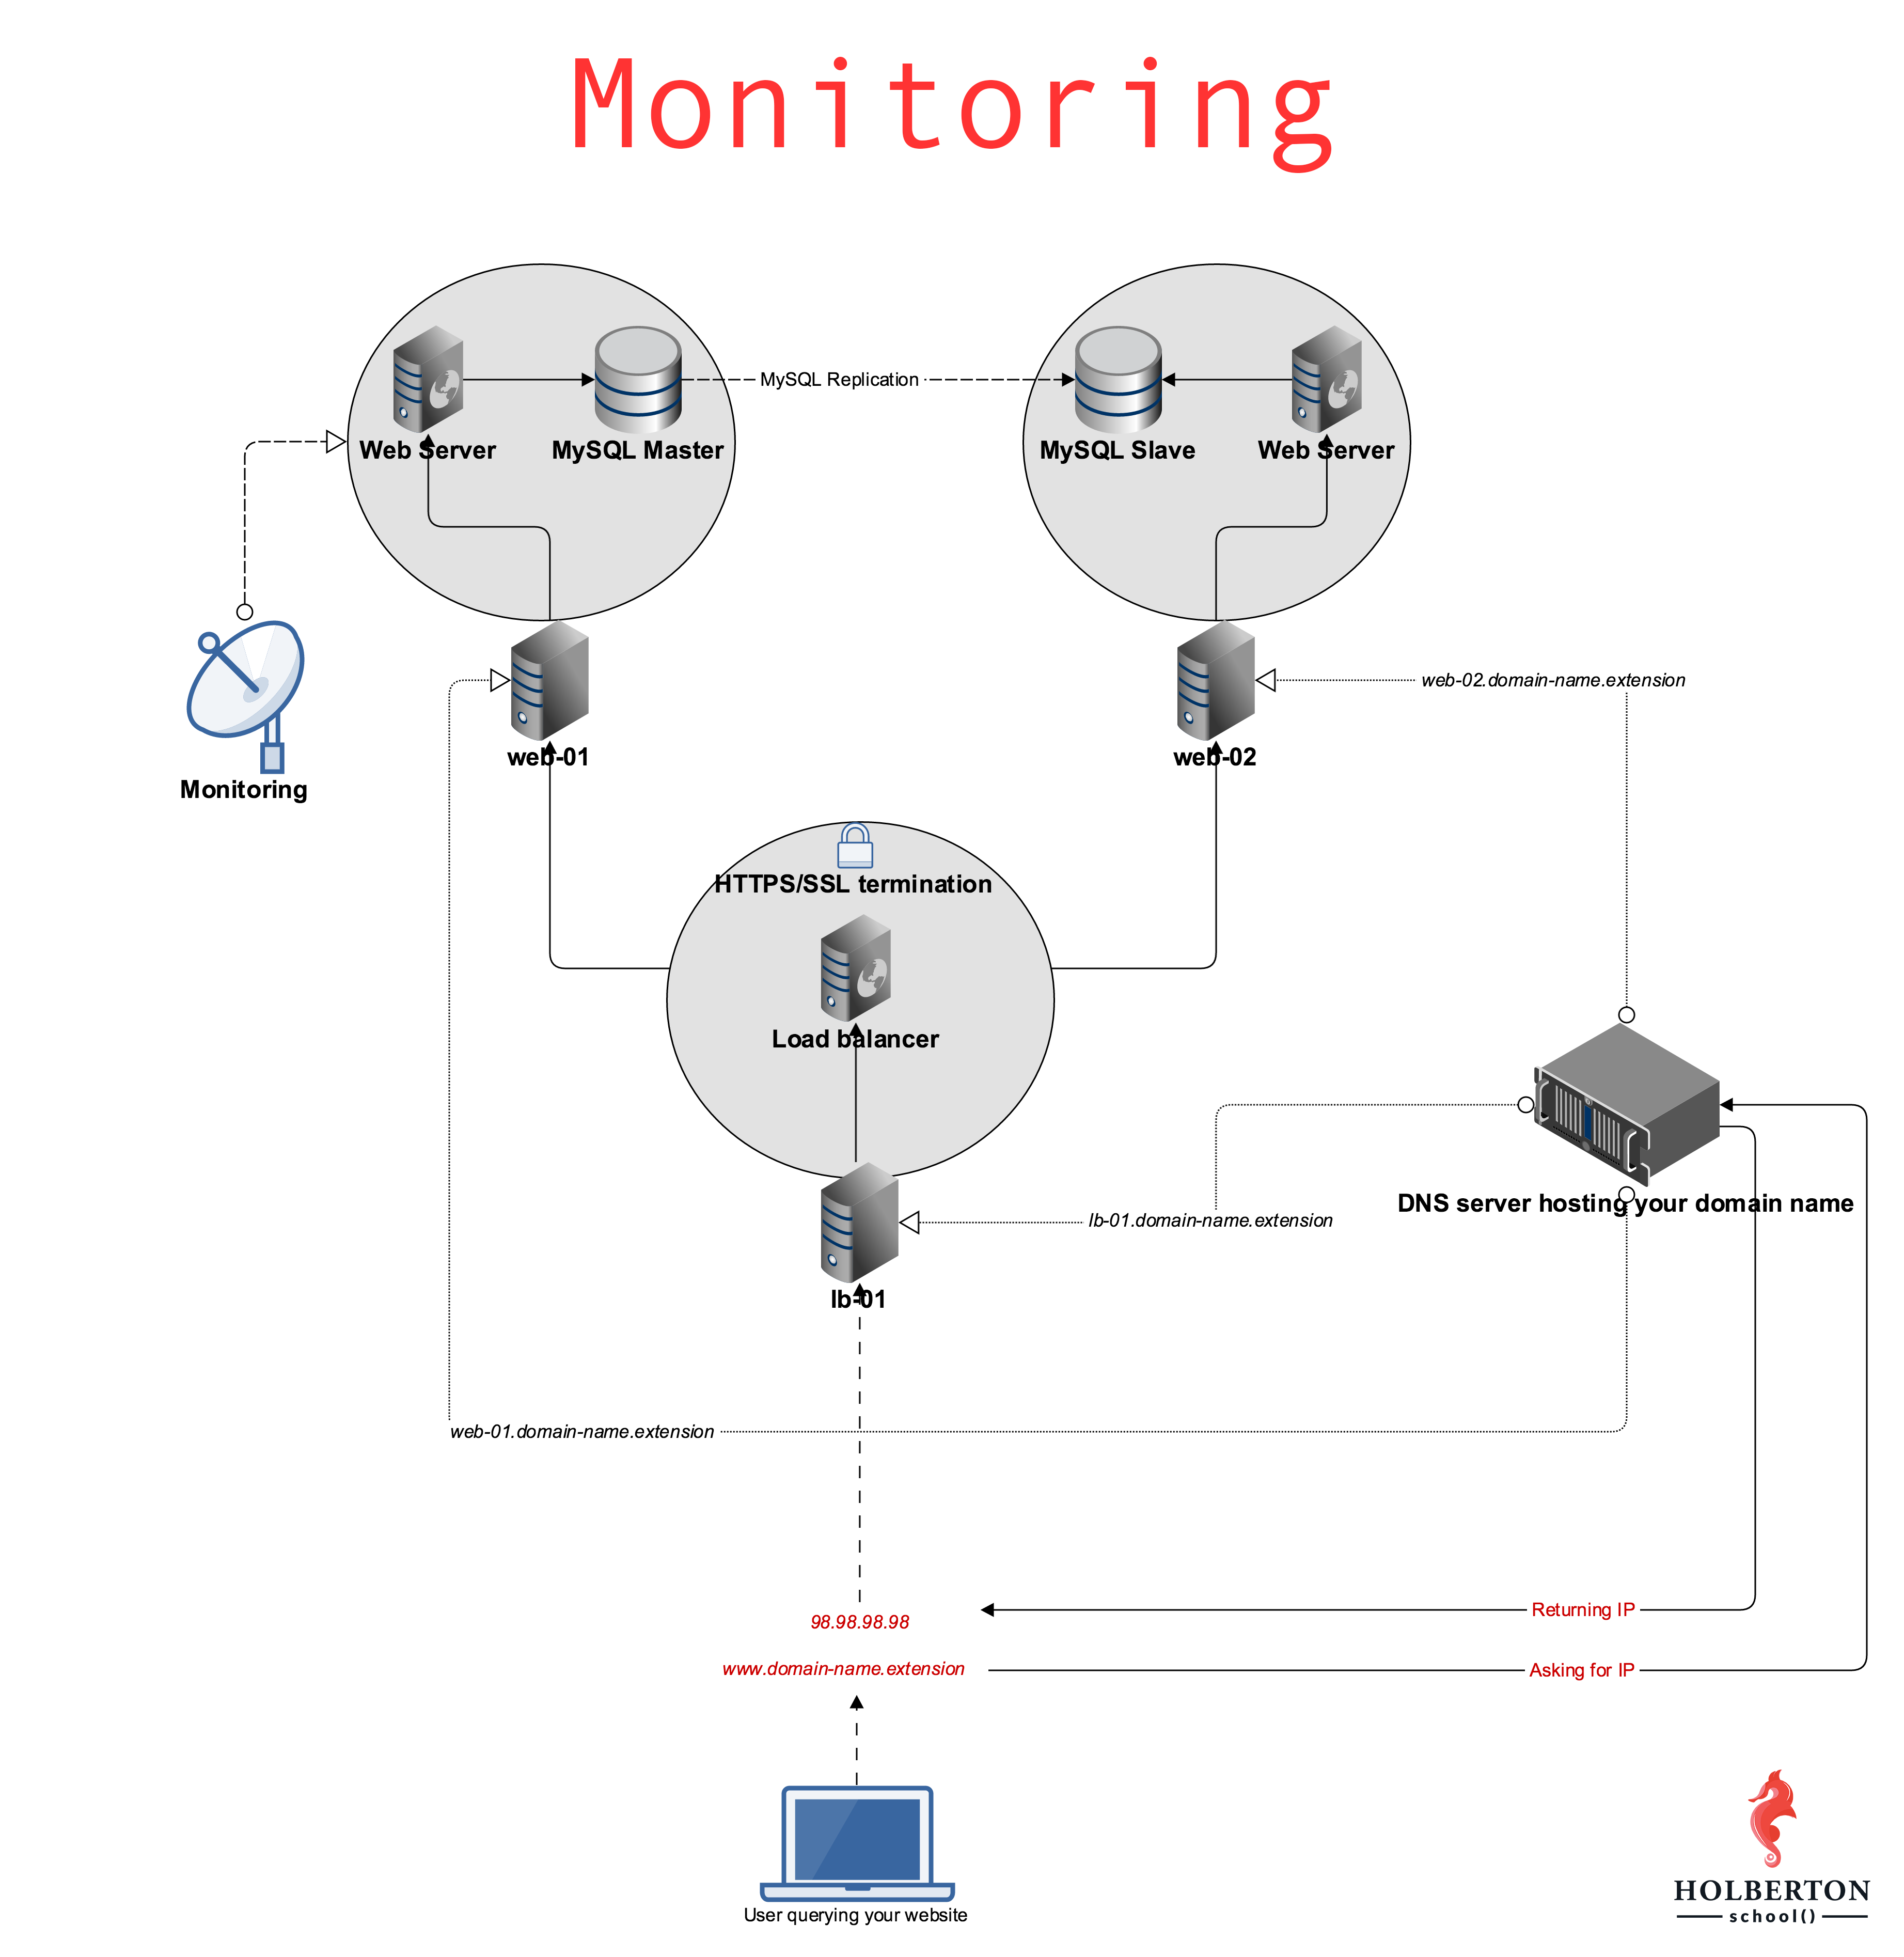 Monitoring
MySQL Replication
Web Server
MySQL Master
MySQL Slave
Web Server
web-02.domain-name.extension
web-01
web-02
Monitoring
HTTPS/SSL termination
Load balancer
DNS server hosting your domain name
lb-01.domain-name.extension
lb-01
web-01.domain-name.extension
Returning IP
98.98.98.98
www.domain-name.extension
Asking for IP
User querying your website
HOLBERTON
school()